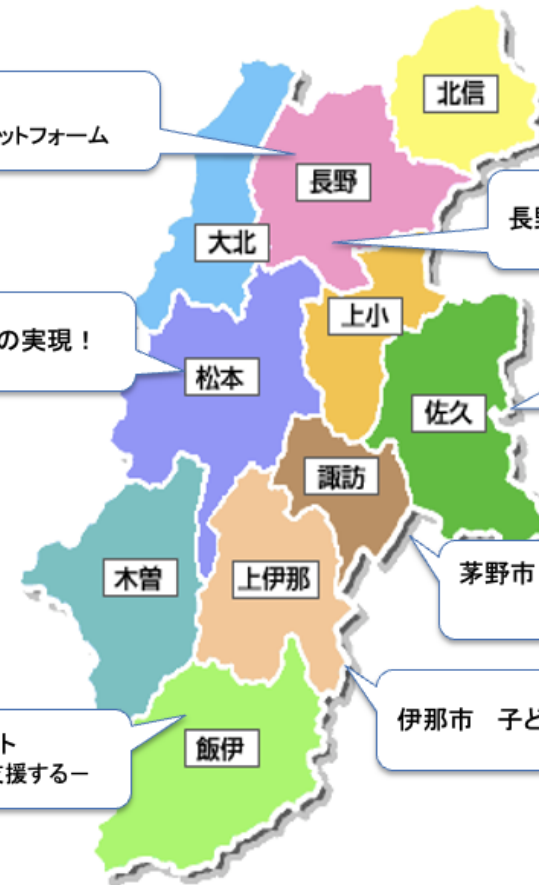 北信
ットフォーム
長野
長野
大北
上小
の実現！
松本
佐久
諏訪
木曽
上伊那
茅野市
伊那市　子ど
ト
支援するー
飯伊